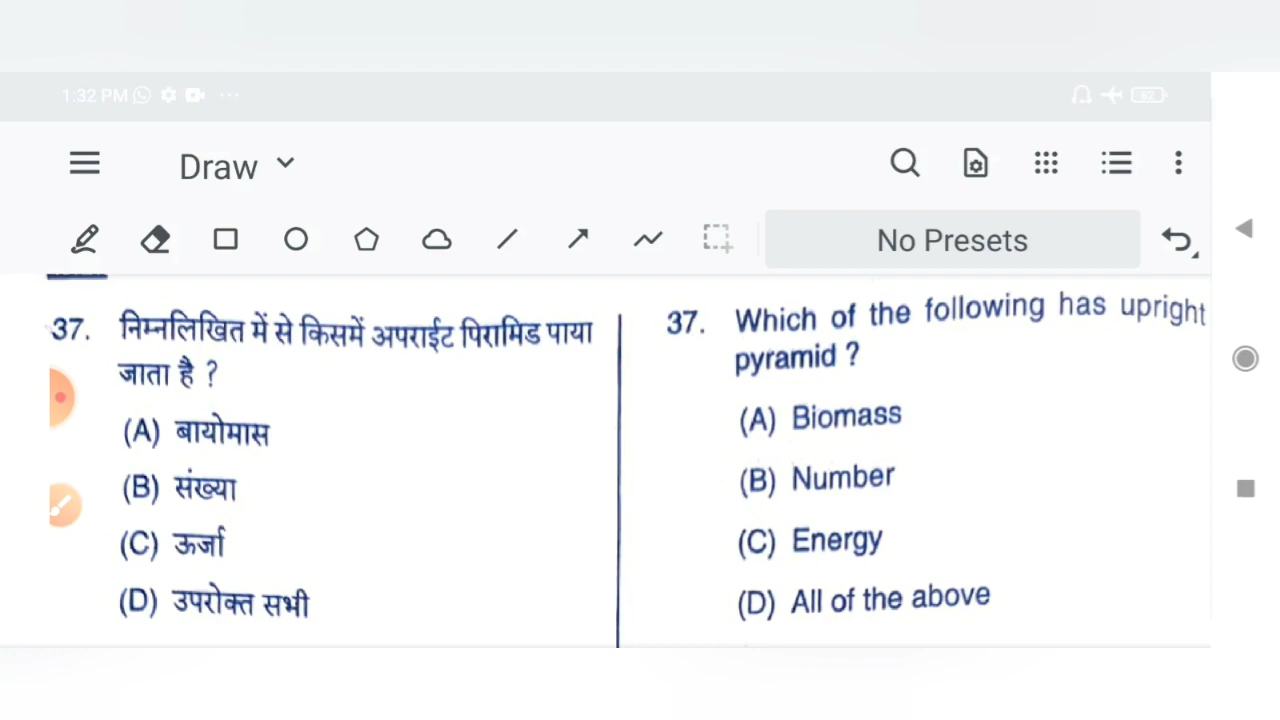 1:32 PM
62
Draw
No Presets
37. निम्नलिखित में से किसमें अपराईट पिरामिड पाया
जाता है ?
(A) बायोमास
(B) संख्या
(C) ऊर्जा
(D) उपरोक्त सभी
37. Which of the following has upright
pyramid ?
(A) Biomass
(B) Number
(C) Energy
(D) All of the above